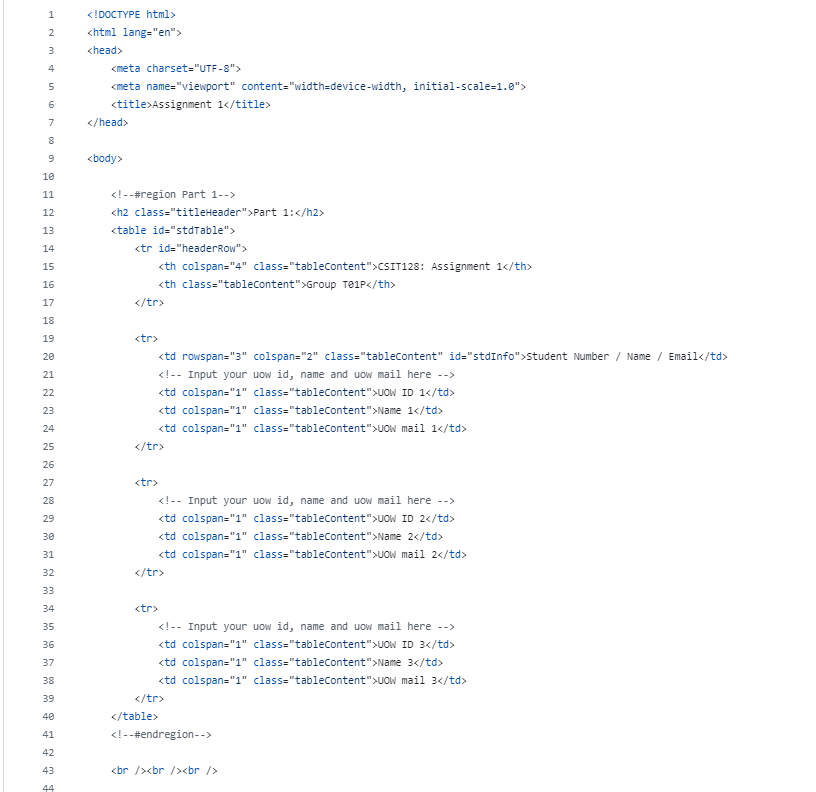 1 <!DOCTYPE html>
2 <html lang="en">
3 <head>
4 <meta charset="UTF-8">
5 <meta name="viewport" content="width=device-width, initial-scale=1.0">
6 <title>Assignment 1</title>
7 </head>
8
9 <body>
10
11 <!--#region Part 1-->
12 <h2 class="titleHeader">Part 1:</h2>
13 <table id="stdTable">
14 <tr id="headerRow">
15 <th colspan="4" class="tableContent">CSIT128: Assignment 1</th>
16 <th class="tableContent">Group T01P</th>
17 </tr>
18
19 <tr>
20 <td rowspan="3" colspan="2" class="tableContent" id="stdInfo">Student Number / Name / Email</td>
21 <!-- Input your uow id, name and uow mail here -->
22 <td colspan="1" class="tableContent">UOW ID 1</td>
23 <td colspan="1" class="tableContent">Name 1</td>
24 <td colspan="1" class="tableContent">UOW mail 1</td>
25 </tr>
26
27 <tr>
28 <!-- Input your uow id, name and uow mail here -->
29 <td colspan="1" class="tableContent">UOW ID 2</td>
30 <td colspan="1" class="tableContent">Name 2</td>
31 <td colspan="1" class="tableContent">UOW mail 2</td>
32 </tr>
33
34 <tr>
35 <!-- Input your uow id, name and uow mail here -->
36 <td colspan="1" class="tableContent">UOW ID 3</td>
37 <td colspan="1" class="tableContent">Name 3</td>
38 <td colspan="1" class="tableContent">UOW mail 3</td>
39 </tr>
40 </table>
41 <!--#endregion-->
42
43 <br /><br /><br />
44